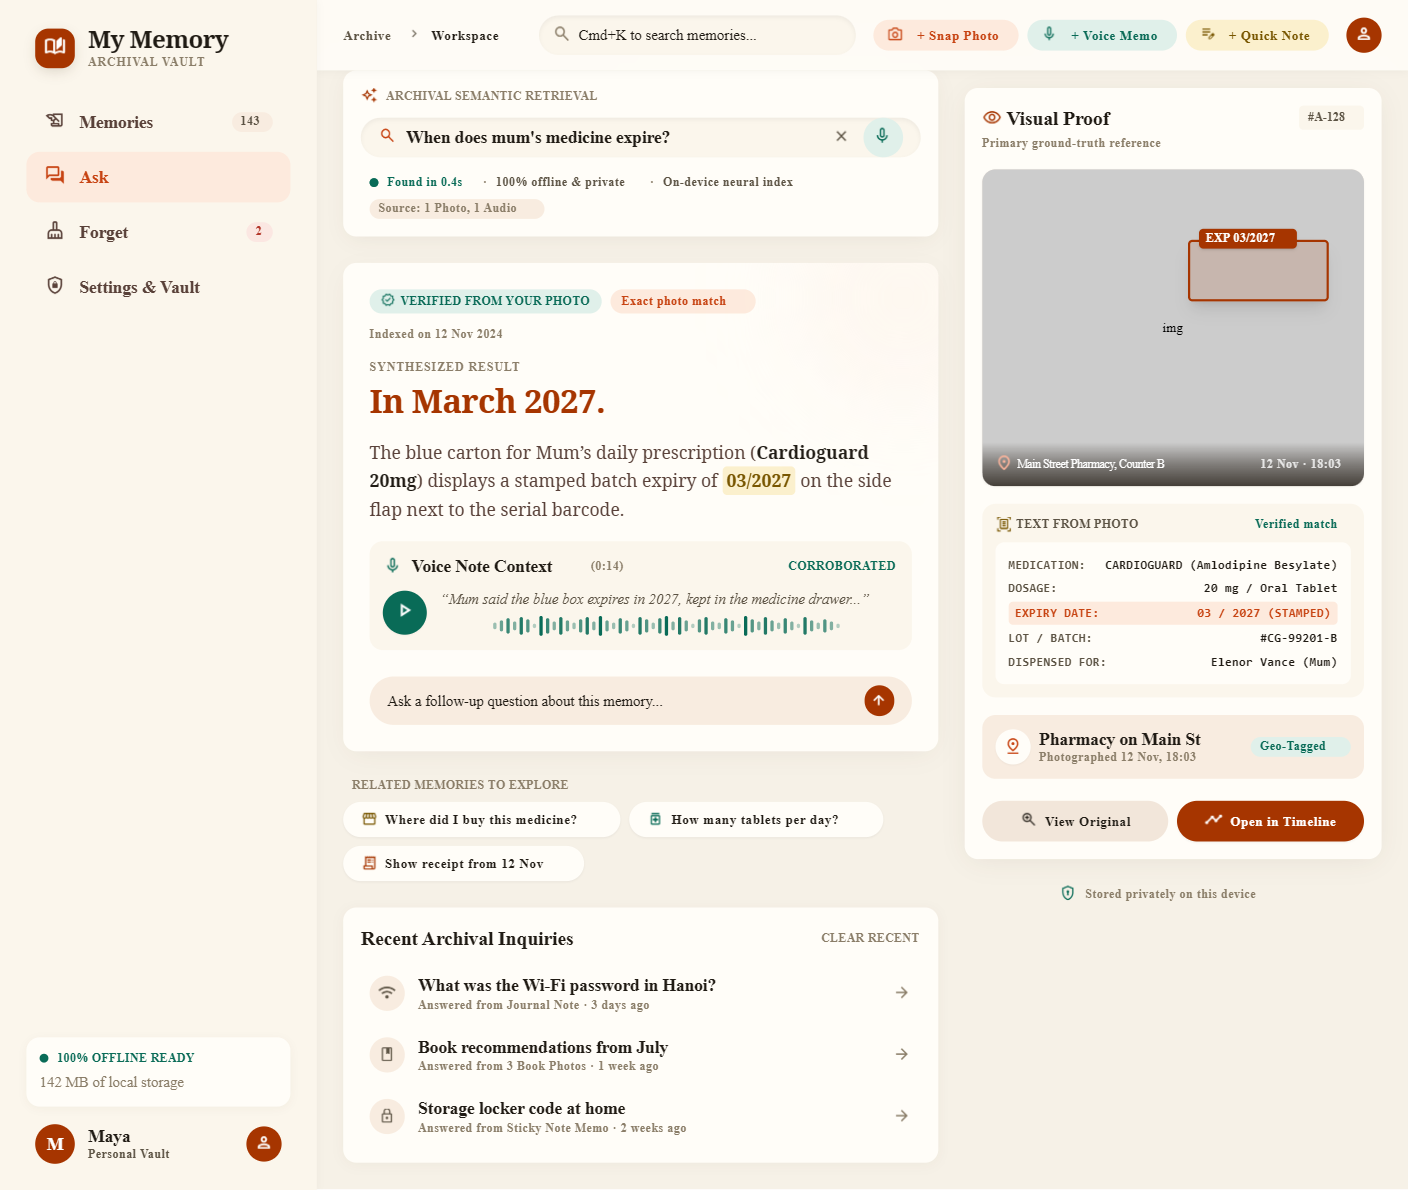 My Memory
ARCHIVAL VAULT
Memories 143
Ask
Forget 2
Settings & Vault
100% OFFLINE READY
142 MB of local storage
M Maya
Personal Vault
Archive > Workspace
Cmd+K to search memories...
+ Snap Photo
+ Voice Memo
+ Quick Note
ARCHIVAL SEMANTIC RETRIEVAL
When does mum's medicine expire?
Found in 0.4s · 100% offline & private · On-device neural index
Source: 1 Photo, 1 Audio
VERIFIED FROM YOUR PHOTO Exact photo match
Indexed on 12 Nov 2024
SYNTHESIZED RESULT
In March 2027.
The blue carton for Mum’s daily prescription (Cardioguard
20mg) displays a stamped batch expiry of 03/2027 on the side
flap next to the serial barcode.
Voice Note Context (0:14) CORROBORATED
“Mum said the blue box expires in 2027, kept in the medicine drawer...”
Ask a follow-up question about this memory...
RELATED MEMORIES TO EXPLORE
Where did I buy this medicine?
How many tablets per day?
Show receipt from 12 Nov
Recent Archival Inquiries CLEAR RECENT
What was the Wi-Fi password in Hanoi?
Answered from Journal Note · 3 days ago
Book recommendations from July
Answered from 3 Book Photos · 1 week ago
Storage locker code at home
Answered from Sticky Note Memo · 2 weeks ago
Visual Proof #A-128
Primary ground-truth reference
EXP 03/2027
img
Main Street Pharmacy, Counter B 12 Nov · 18:03
TEXT FROM PHOTO Verified match
MEDICATION: CARDIOGUARD (Amlodipine Besylate)
DOSAGE: 20 mg / Oral Tablet
EXPIRY DATE: 03 / 2027 (STAMPED)
LOT / BATCH: #CG-99201-B
DISPENSED FOR: Elenor Vance (Mum)
Pharmacy on Main St Geo-Tagged
Photographed 12 Nov, 18:03
View Original
Open in Timeline
Stored privately on this device